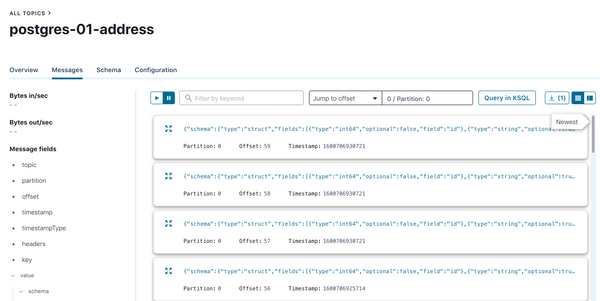 ALL TOPICS >
postgres-01-address
Overview Messages Schema Configuration
Bytes in/sec
- -
Bytes out/sec
- -
Message fields
topic
partition
offset
timestamp
timestampType
headers
key
value
schema
Filter by keyword
Jump to offset
0 / Partition: 0
Query in KSQL
(1)
Newest
{"schema":{"type":"struct","fields":[{"type":"int64","optional":false,"field":"id"},{"type":"string","optional":tru...
Partition: 0 Offset: 59 Timestamp: 1600706930721
{"schema":{"type":"struct","fields":[{"type":"int64","optional":false,"field":"id"},{"type":"string","optional":tru...
Partition: 0 Offset: 58 Timestamp: 1600706930721
{"schema":{"type":"struct","fields":[{"type":"int64","optional":false,"field":"id"},{"type":"string","optional":tru...
Partition: 0 Offset: 57 Timestamp: 1600706930721
{"schema":{"type":"struct","fields":[{"type":"int64","optional":false,"field":"id"},{"type":"string","optional":tru...
Partition: 0 Offset: 56 Timestamp: 1600706925714